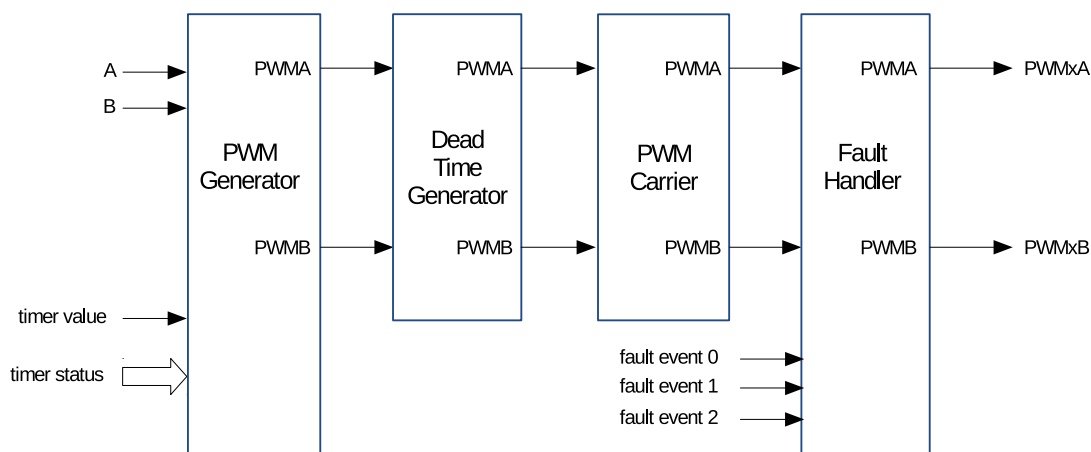 A
B
PWMA
PWM
Generator
PWMB
timer value
timer status
PWMA
Dead
Time
Generator
PWMB
PWMA
PWM
Carrier
PWMB
PWMA
Fault
Handler
PWMB
fault event 0
fault event 1
fault event 2
PWMxA
PWMxB